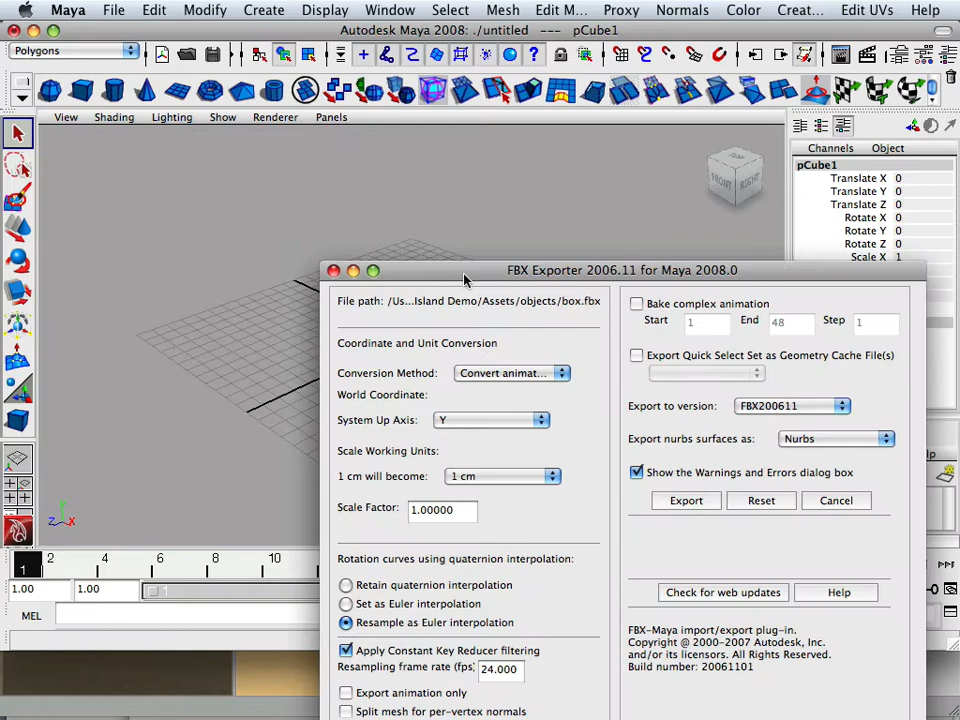 Maya File Edit Modify Create Display Window Select Mesh Edit M... Proxy Normals Color Creat... Edit UVs Help
Autodesk Maya 2008: ./untitled --- pCube1
Polygons
View Shading Lighting Show Renderer Panels
Channels Object
pCube1
Translate X 0
Translate Y 0
Translate Z 0
Rotate X 0
Rotate Y 0
Rotate Z 0
Scale X 1
FRONT RIGHT
FBX Exporter 2006.11 for Maya 2008.0
File path: /Us...Island Demo/Assets/objects/box.fbx
Coordinate and Unit Conversion
Conversion Method: Convert animat...
World Coordinate:
System Up Axis: Y
Scale Working Units:
1 cm will become: 1 cm
Scale Factor: 1.00000
Rotation curves using quaternion interpolation:
Retain quaternion interpolation
Set as Euler interpolation
Resample as Euler interpolation
Apply Constant Key Reducer filtering
Resampling frame rate (fps) 24.000
Export animation only
Split mesh for per-vertex normals
Bake complex animation
Start 1 End 48 Step 1
Export Quick Select Set as Geometry Cache File(s)
Export to version: FBX200611
Export nurbs surfaces as: Nurbs
Show the Warnings and Errors dialog box
Export Reset Cancel
Check for web updates Help
FBX-Maya import/export plug-in.
Copyright @ 2000-2007 Autodesk, Inc.
and/or its licensors. All Rights Reserved.
Build number: 20061101
Y
Z X
1 2 4 6 8 10
1.00 1.00 1
MEL